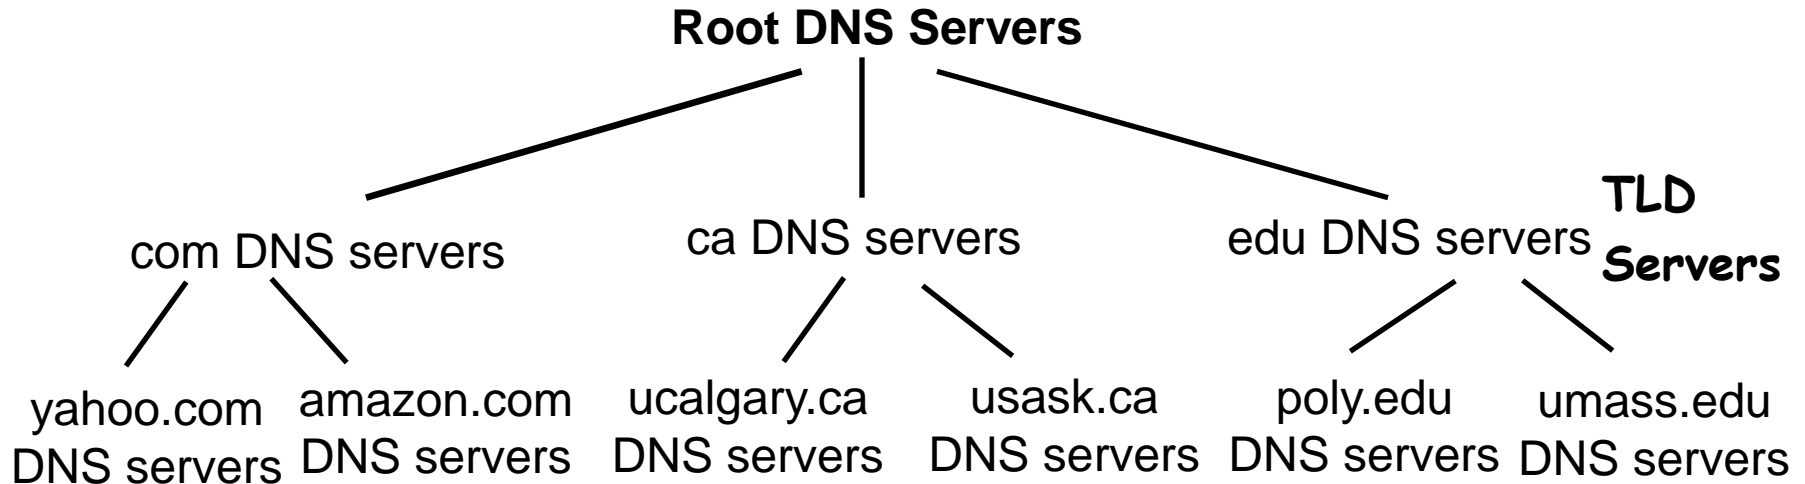 Root DNS Servers
com DNS servers
ca DNS servers
edu DNS servers
TLD
Servers
yahoo.com
DNS servers
amazon.com
DNS servers
ucalgary.ca
DNS servers
usask.ca
DNS servers
poly.edu
DNS servers
umass.edu
DNS servers